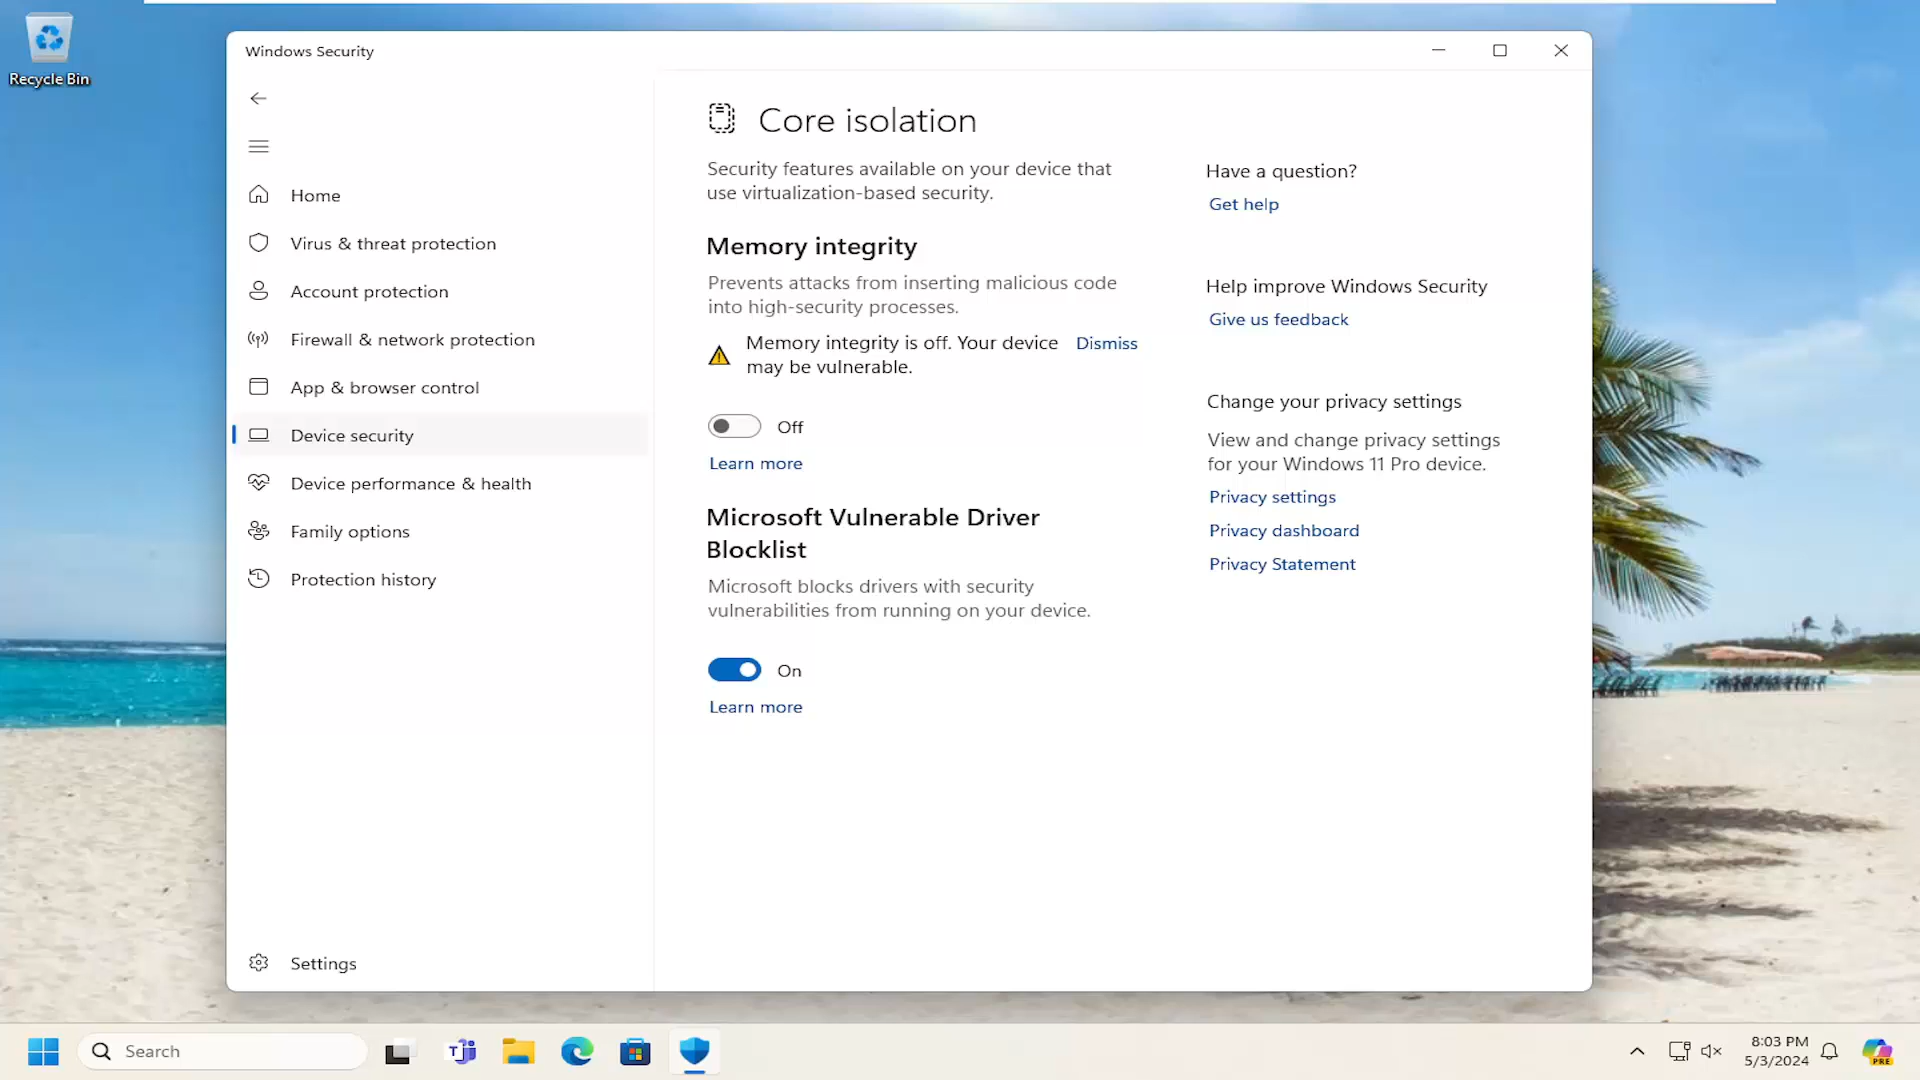 Recycle Bin
Windows Security
Home
Virus & threat protection
Account protection
Firewall & network protection
App & browser control
Device security
Device performance & health
Family options
Protection history
Settings
Core isolation
Security features available on your device that
use virtualization-based security.
Memory integrity
Prevents attacks from inserting malicious code
into high-security processes.
Memory integrity is off. Your device Dismiss
may be vulnerable.
Off
Learn more
Microsoft Vulnerable Driver
Blocklist
Microsoft blocks drivers with security
vulnerabilities from running on your device.
On
Learn more
Have a question?
Get help
Help improve Windows Security
Give us feedback
Change your privacy settings
View and change privacy settings
for your Windows 11 Pro device.
Privacy settings
Privacy dashboard
Privacy Statement
Search
8:03 PM
5/3/2024
PRE